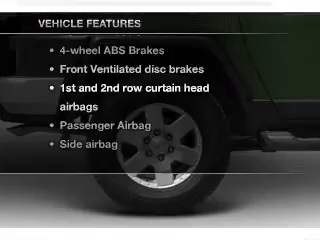 VEHICLE FEATURES
• 4-wheel ABS Brakes
• Front Ventilated disc brakes
• 1st and 2nd row curtain head
airbags
• Passenger Airbag
• Side airbag